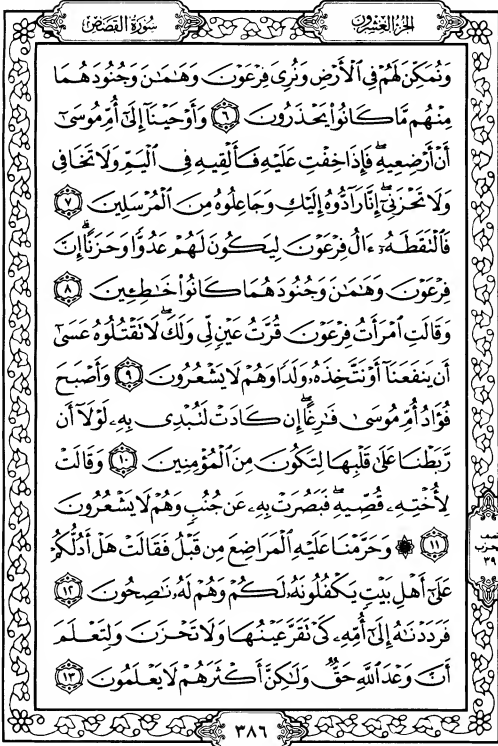 سُورَةُ القَصَصِ
الجُزءُ العِشرُونَ
وَنُمَكِّنَ لَهُمۡ فِي ٱلۡأَرۡضِ وَنُرِيَ فِرۡعَوۡنَ وَهَٰمَٰنَ وَجُنُودَهُمَا
مِنۡهُم مَّا كَانُواْ يَحۡذَرُونَ ٦ وَأَوۡحَيۡنَآ إِلَىٰٓ أُمِّ مُوسَىٰٓ
أَنۡ أَرۡضِعِيهِۖ فَإِذَا خِفۡتِ عَلَيۡهِ فَأَلۡقِيهِ فِي ٱلۡيَمِّ وَلَا تَخَافِي
وَلَا تَحۡزَنِيٓۖ إِنَّا رَآدُّوهُ إِلَيۡكِ وَجَاعِلُوهُ مِنَ ٱلۡمُرۡسَلِينَ ٧
فَٱلۡتَقَطَهُۥٓ ءَالُ فِرۡعَوۡنَ لِيَكُونَ لَهُمۡ عَدُوّٗا وَحَزَنًاۗ إِنَّ
فِرۡعَوۡنَ وَهَٰمَٰنَ وَجُنُودَهُمَا كَانُواْ خَٰطِـِٔينَ ٨
وَقَالَتِ ٱمۡرَأَتُ فِرۡعَوۡنَ قُرَّتُ عَيۡنٖ لِّي وَلَكَۖ لَا تَقۡتُلُوهُ عَسَىٰٓ
أَن يَنفَعَنَآ أَوۡ نَتَّخِذَهُۥ وَلَدٗا وَهُمۡ لَا يَشۡعُرُونَ ٩ وَأَصۡبَحَ
فُؤَادُ أُمِّ مُوسَىٰ فَٰرِغًاۖ إِن كَادَتۡ لَتُبۡدِي بِهِۦ لَوۡلَآ أَن
رَّبَطۡنَا عَلَىٰ قَلۡبِهَا لِتَكُونَ مِنَ ٱلۡمُؤۡمِنِينَ ١٠ وَقَالَتۡ
لِأُخۡتِهِۦ قُصِّيهِۖ فَبَصُرَتۡ بِهِۦ عَن جُنُبٖ وَهُمۡ لَا يَشۡعُرُونَ
١١ ۞ وَحَرَّمۡنَا عَلَيۡهِ ٱلۡمَرَاضِعَ مِن قَبۡلُ فَقَالَتۡ هَلۡ أَدُلُّكُمۡ
عَلَىٰٓ أَهۡلِ بَيۡتٖ يَكۡفُلُونَهُۥ لَكُمۡ وَهُمۡ لَهُۥ نَٰصِحُونَ ١٢
فَرَدَدۡنَٰهُ إِلَىٰٓ أُمِّهِۦ كَيۡ تَقَرَّ عَيۡنُهَا وَلَا تَحۡزَنَ وَلِتَعۡلَمَ
أَنَّ وَعۡدَ ٱللَّهِ حَقّٞ وَلَٰكِنَّ أَكۡثَرَهُمۡ لَا يَعۡلَمُونَ ١٣
٣٨٦
٣٩